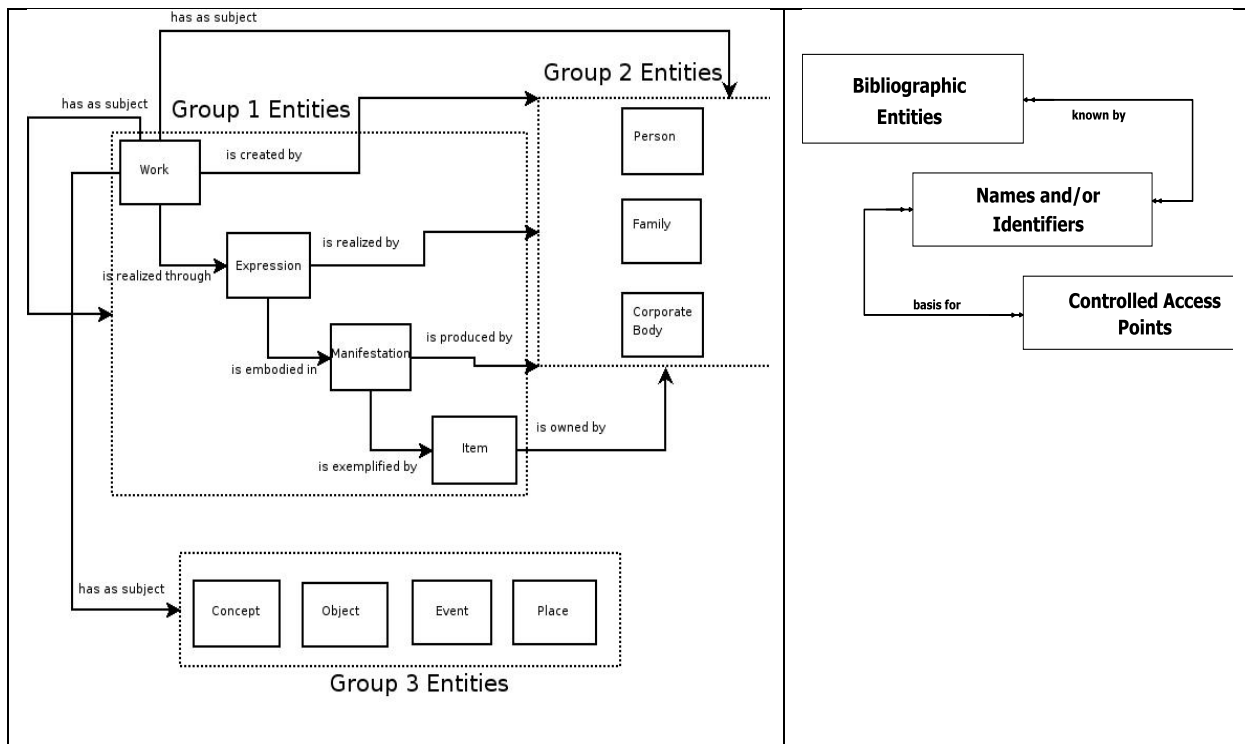 has as subject
Group 2 Entities
has as subject
Group 1 Entities
Person
is created by
Work
Family
is realized by
Expression
is realized through
Corporate
Body
is produced by
Manifestation
is embodied in
is owned by
Item
is exemplified by
has as subject
Concept
Object
Event
Place
Group 3 Entities
Bibliographic
Entities
known by
Names and/or
Identifiers
basis for
Controlled Access
Points